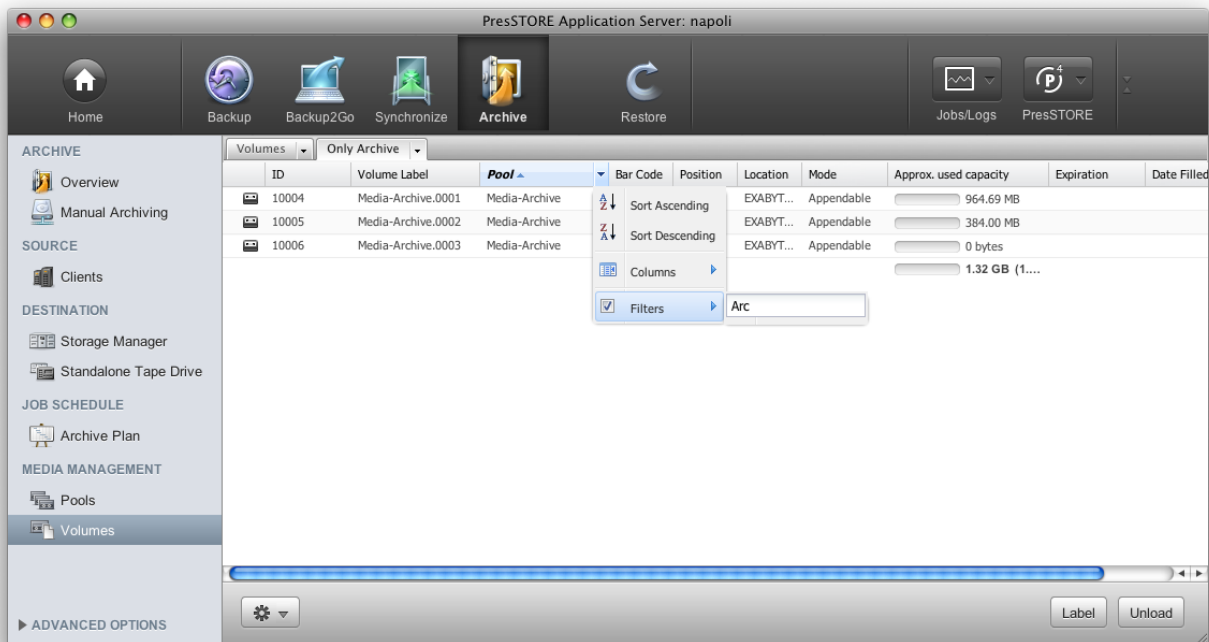 PresSTORE Application Server: napoli
Home
Backup
Backup2Go
Synchronize
Archive
Restore
Jobs/Logs
PresSTORE
ARCHIVE
Overview
Manual Archiving
SOURCE
Clients
DESTINATION
Storage Manager
Standalone Tape Drive
JOB SCHEDULE
Archive Plan
MEDIA MANAGEMENT
Pools
Volumes
ADVANCED OPTIONS
Volumes Only Archive
ID Volume Label Pool Bar Code Position Location Mode Approx. used capacity Expiration Date Filled
10004 Media-Archive.0001 Media-Archive EXABYT... Appendable 964.69 MB
10005 Media-Archive.0002 Media-Archive EXABYT... Appendable 384.00 MB
10006 Media-Archive.0003 Media-Archive EXABYT... Appendable 0 bytes
1.32 GB (1....
Sort Ascending
Sort Descending
Columns
Filters Arc
Label Unload